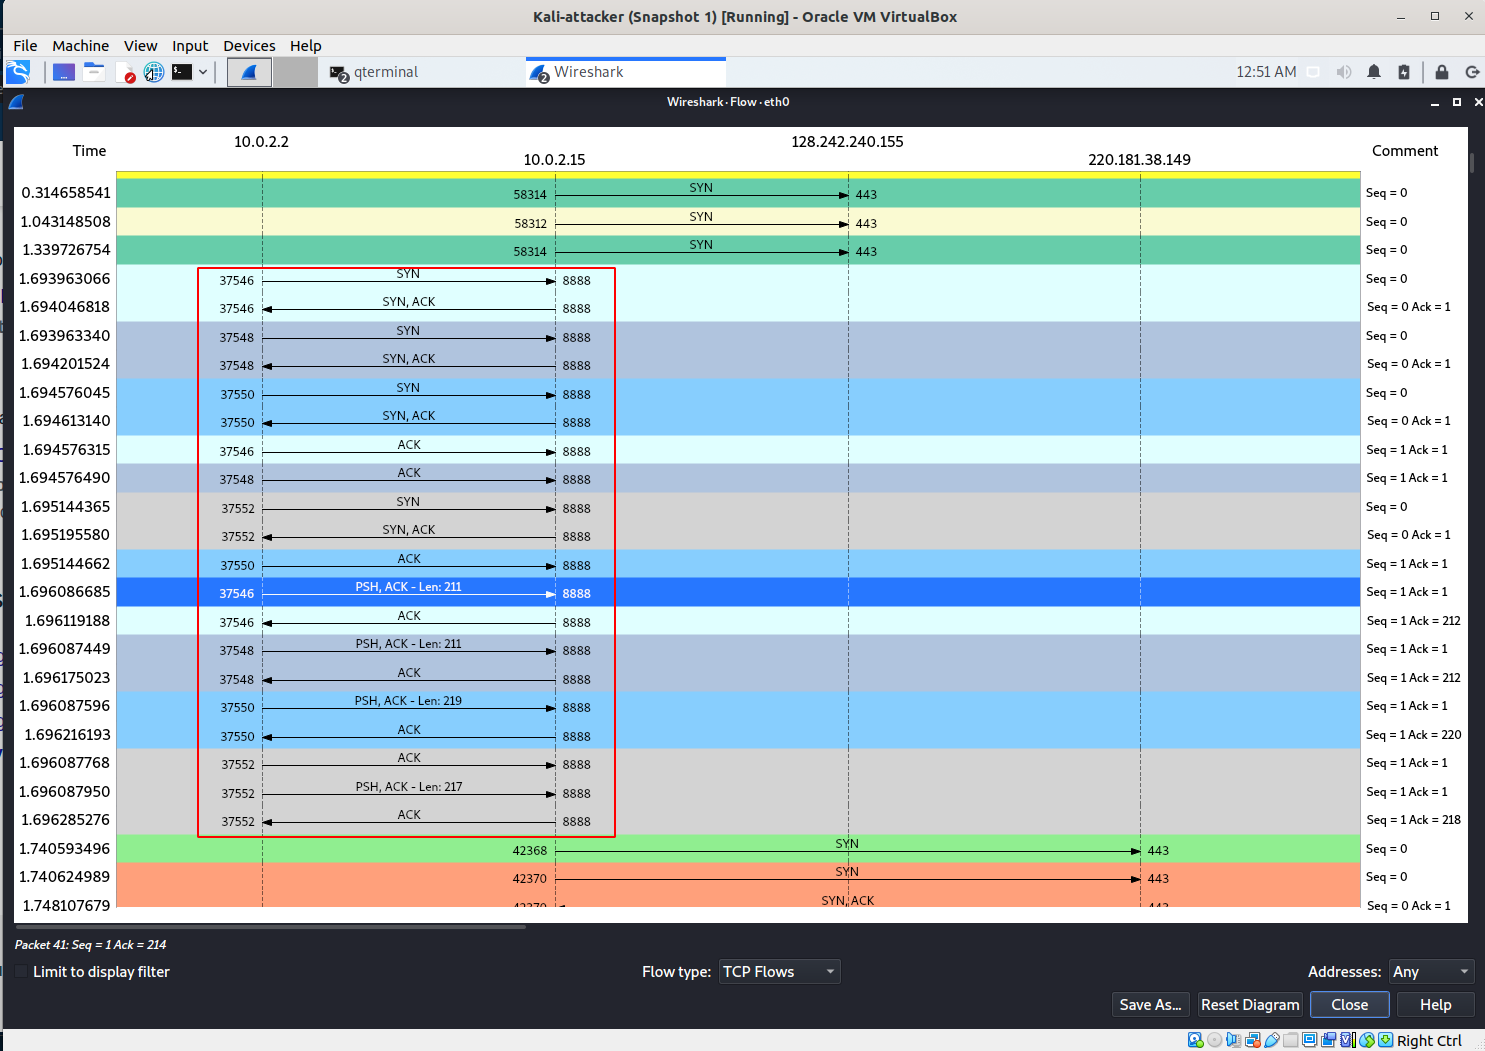 Kali-attacker (Snapshot 1) [Running] - Oracle VM VirtualBox
File Machine View Input Devices Help
2 qterminal 2 Wireshark 12:51 AM
Wireshark · Flow · eth0
10.0.2.2 128.242.240.155
Time 10.0.2.15 220.181.38.149 Comment
0.314658541 58314 SYN 443 Seq = 0
1.043148508 58312 SYN 443 Seq = 0
1.339726754 58314 SYN 443 Seq = 0
1.693963066 37546 SYN 8888 Seq = 0
1.694046818 37546 SYN, ACK 8888 Seq = 0 Ack = 1
1.693963340 37548 SYN 8888 Seq = 0
1.694201524 37548 SYN, ACK 8888 Seq = 0 Ack = 1
1.694576045 37550 SYN 8888 Seq = 0
1.694613140 37550 SYN, ACK 8888 Seq = 0 Ack = 1
1.694576315 37546 ACK 8888 Seq = 1 Ack = 1
1.694576490 37548 ACK 8888 Seq = 1 Ack = 1
1.695144365 37552 SYN 8888 Seq = 0
1.695195580 37552 SYN, ACK 8888 Seq = 0 Ack = 1
1.695144662 37550 ACK 8888 Seq = 1 Ack = 1
1.696086685 37546 PSH, ACK - Len: 211 8888 Seq = 1 Ack = 1
1.696119188 37546 ACK 8888 Seq = 1 Ack = 212
1.696087449 37548 PSH, ACK - Len: 211 8888 Seq = 1 Ack = 1
1.696175023 37548 ACK 8888 Seq = 1 Ack = 212
1.696087596 37550 PSH, ACK - Len: 219 8888 Seq = 1 Ack = 1
1.696216193 37550 ACK 8888 Seq = 1 Ack = 220
1.696087768 37552 ACK 8888 Seq = 1 Ack = 1
1.696087950 37552 PSH, ACK - Len: 217 8888 Seq = 1 Ack = 1
1.696285276 37552 ACK 8888 Seq = 1 Ack = 218
1.740593496 42368 SYN 443 Seq = 0
1.740624989 42370 SYN 443 Seq = 0
1.748107679 42370 SYN, ACK 443 Seq = 0 Ack = 1
Packet 41: Seq = 1 Ack = 214
Limit to display filter Flow type: TCP Flows Addresses: Any
Save As... Reset Diagram Close Help
Right Ctrl